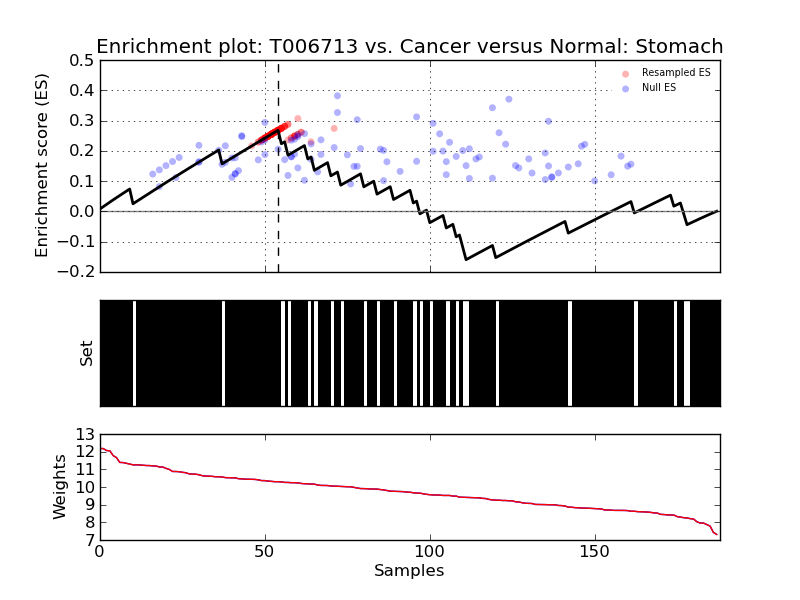 Enrichment plot: T006713 vs. Cancer versus Normal: Stomach
Enrichment score (ES)
0.5
0.4
0.3
0.2
0.1
0.0
−0.1
−0.2
Resampled ES
Null ES
Set
Weights
13
12
11
10
9
8
7
0
50
100
150
Samples